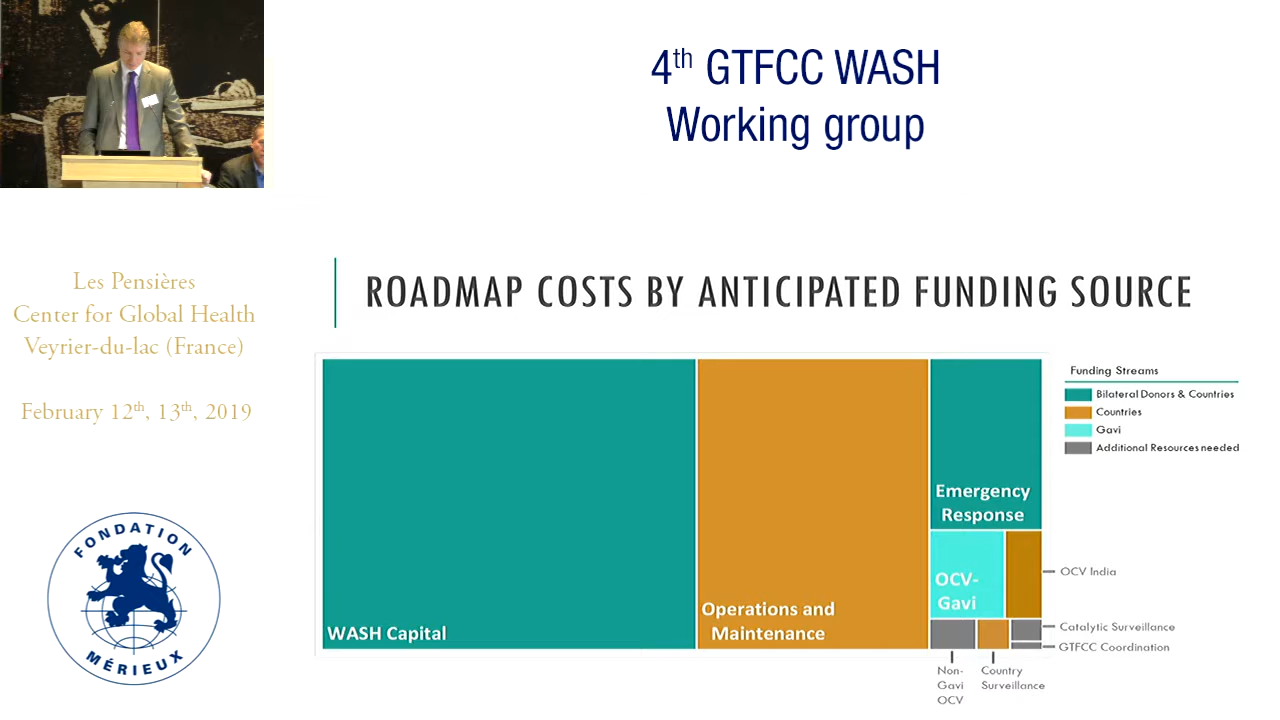 4th GTFCC WASH
Working group
Les Pensières
Center for Global Health
Veyrier-du-lac (France)
February 12th, 13th, 2019
FONDATION
MÉRIEUX
ROADMAP COSTS BY ANTICIPATED FUNDING SOURCE
WASH Capital
Operations and
Maintenance
Emergency
Response
OCV-
Gavi
OCV India
Catalytic Surveillance
GTFCC Coordination
Non-
Gavi
OCV
Country
Surveillance
Funding Streams
Bilateral Donors & Countries
Countries
Gavi
Additional Resources needed